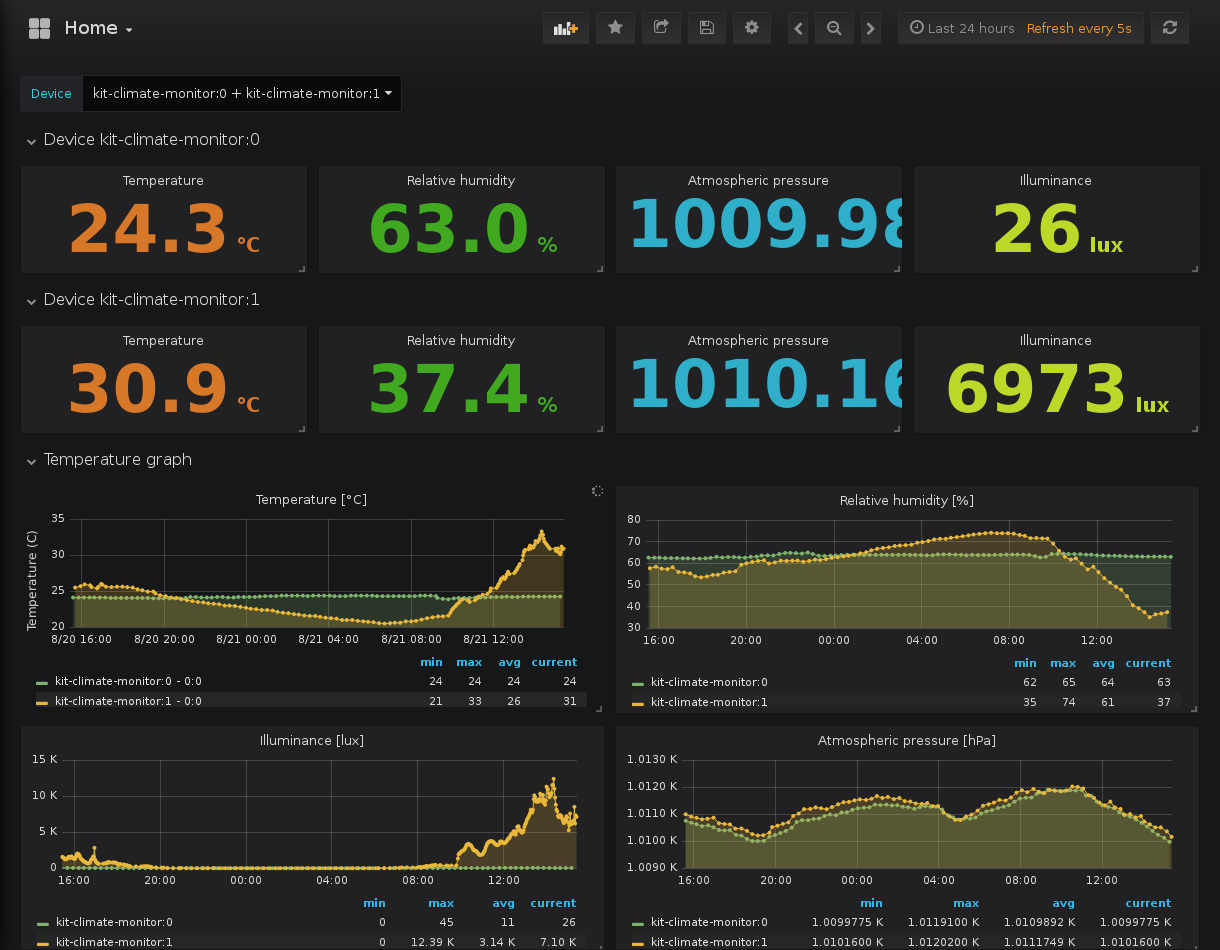 Home
Last 24 hours Refresh every 5s
Device kit-climate-monitor:0 + kit-climate-monitor:1
Device kit-climate-monitor:0
Temperature Relative humidity Atmospheric pressure Illuminance
24.3 °C 63.0 % 1009.98 26 lux
Device kit-climate-monitor:1
Temperature Relative humidity Atmospheric pressure Illuminance
30.9 °C 37.4 % 1010.16 6973 lux
Temperature graph
Temperature [°C]
Temperature (C)
35
30
25
20
8/20 16:00 8/20 20:00 8/21 00:00 8/21 04:00 8/21 08:00 8/21 12:00
min max avg current
kit-climate-monitor:0 - 0:0 24 24 24 24
kit-climate-monitor:1 - 0:0 21 33 26 31
Relative humidity [%]
80
70
60
50
40
30
16:00 20:00 00:00 04:00 08:00 12:00
min max avg current
kit-climate-monitor:0 62 65 64 63
kit-climate-monitor:1 35 74 61 37
Illuminance [lux]
15 K
10 K
5 K
0
16:00 20:00 00:00 04:00 08:00 12:00
min max avg current
kit-climate-monitor:0 0 45 11 26
kit-climate-monitor:1 0 12.39 K 3.14 K 7.10 K
Atmospheric pressure [hPa]
1.0130 K
1.0120 K
1.0110 K
1.0100 K
1.0090 K
16:00 20:00 00:00 04:00 08:00 12:00
min max avg current
kit-climate-monitor:0 1.0099775 K 1.0119100 K 1.0109892 K 1.0099775 K
kit-climate-monitor:1 1.0101600 K 1.0120200 K 1.0111749 K 1.0101600 K